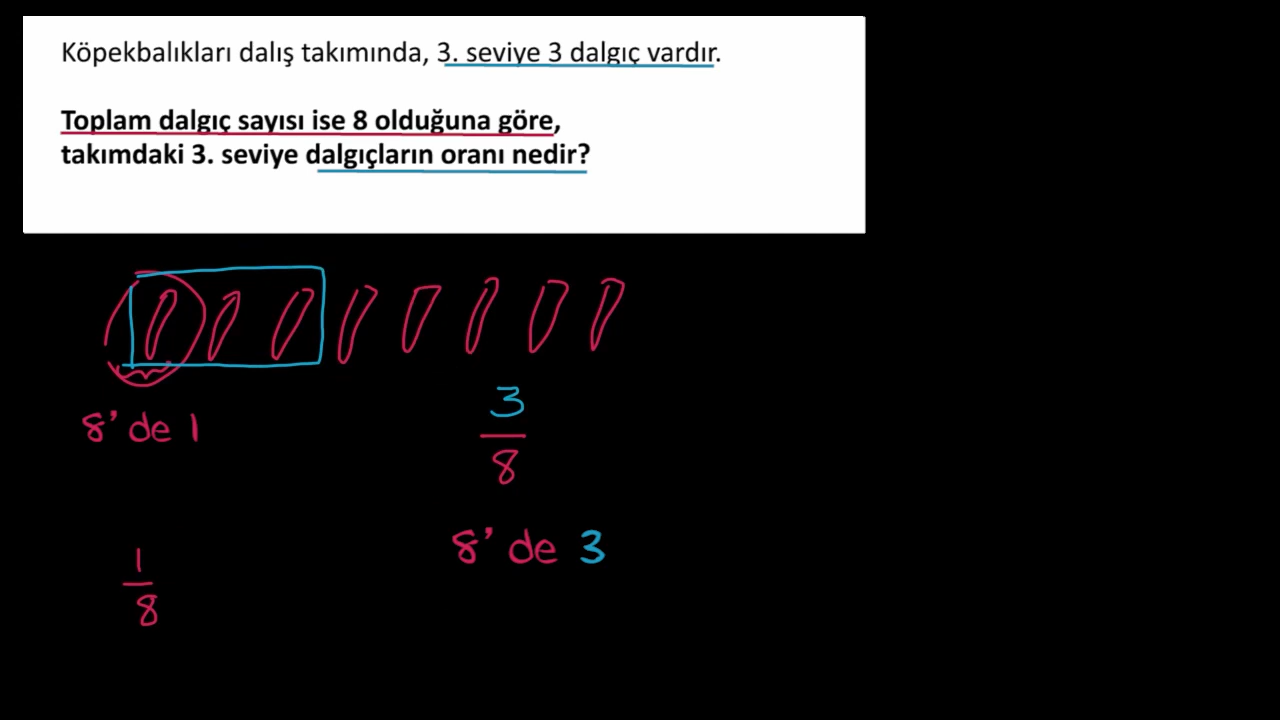 Köpekbalıkları dalış takımında, 3. seviye 3 dalgıç vardır.
Toplam dalgıç sayısı ise 8 olduğuna göre,
takımdaki 3. seviye dalgıçların oranı nedir?
8' de 1
3
8
8' de 3
1
8